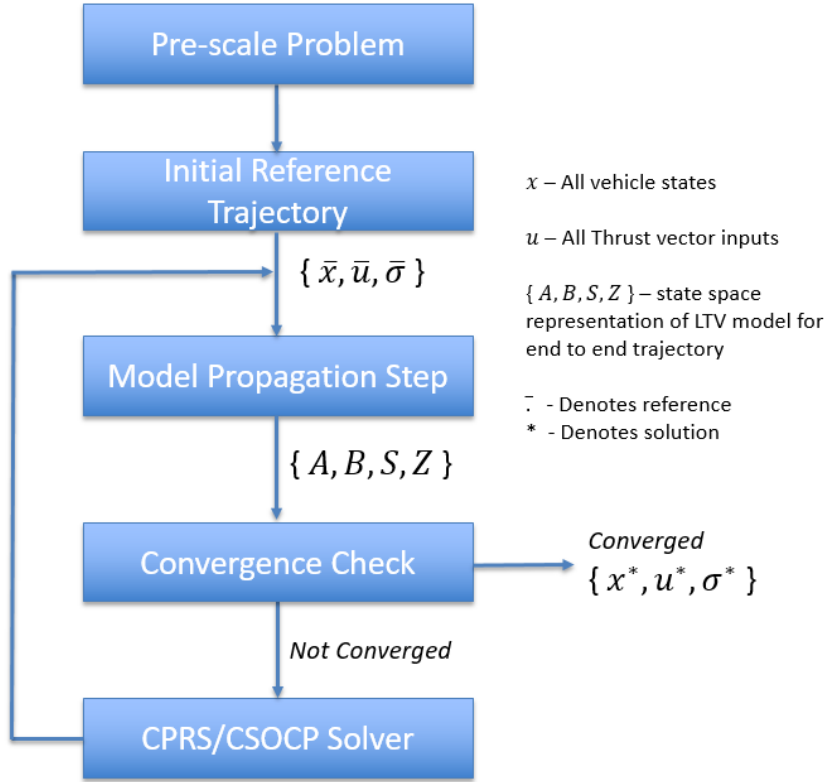 Pre-scale Problem
Initial Reference
Trajectory
{ x̄, ū, σ̄ }
Model Propagation Step
{ A, B, S, Z }
Convergence Check
Converged
{ x*, u*, σ* }
Not Converged
CPRS/CSOCP Solver
x – All vehicle states
u – All Thrust vector inputs
{ A, B, S, Z } – state space
representation of LTV model for
end to end trajectory
‾. - Denotes reference
* - Denotes solution